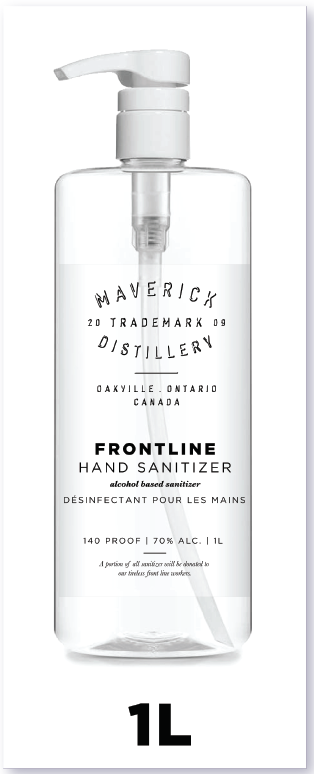 MAVERICK
20 TRADEMARK 09
DISTILLERY
OAKVILLE . ONTARIO
CANADA
FRONTLINE
HAND SANITIZER
alcohol based sanitizer
DÉSINFECTANT POUR LES MAINS
140 PROOF | 70% ALC. | 1L
A portion of all sanitizer will be donated to
our tireless front line workers.
1L